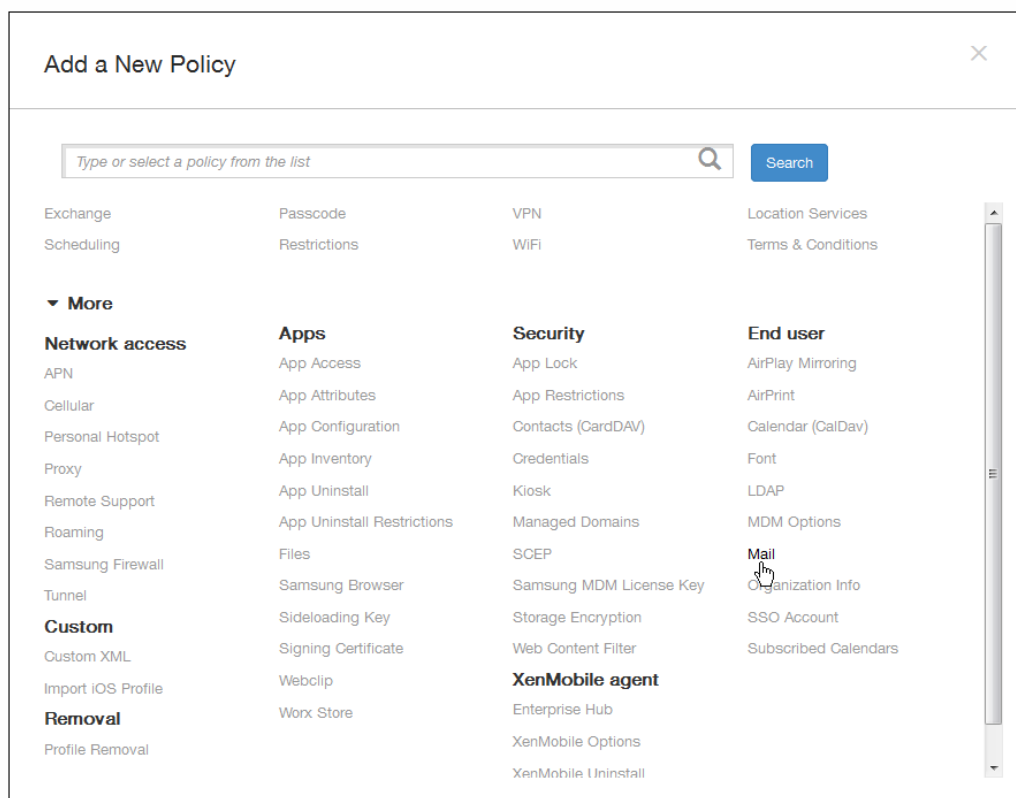 Add a New Policy
Type or select a policy from the list
Search
Exchange
Scheduling
Passcode
Restrictions
VPN
WiFi
Location Services
Terms & Conditions
More
Network access
APN
Cellular
Personal Hotspot
Proxy
Remote Support
Roaming
Samsung Firewall
Tunnel
Custom
Custom XML
Import iOS Profile
Removal
Profile Removal
Apps
App Access
App Attributes
App Configuration
App Inventory
App Uninstall
App Uninstall Restrictions
Files
Samsung Browser
Sideloading Key
Signing Certificate
Webclip
Worx Store
Security
App Lock
App Restrictions
Contacts (CardDAV)
Credentials
Kiosk
Managed Domains
SCEP
Samsung MDM License Key
Storage Encryption
Web Content Filter
XenMobile agent
Enterprise Hub
XenMobile Options
XenMobile Uninstall
End user
AirPlay Mirroring
AirPrint
Calendar (CalDav)
Font
LDAP
MDM Options
Mail
Organization Info
SSO Account
Subscribed Calendars